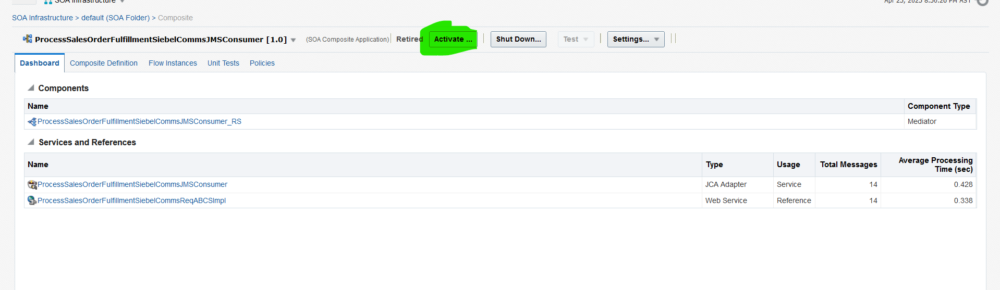 SOA Infrastructure
Apr 25, 2025 8:50:26 PM AST
SOA Infrastructure > default (SOA Folder) > Composite
ProcessSalesOrderFulfillmentSiebelCommsJMSConsumer [1.0] (SOA Composite Application) Retired Activate ... Shut Down... Test Settings...
Dashboard Composite Definition Flow Instances Unit Tests Policies
Components
Name Component Type
ProcessSalesOrderFulfillmentSiebelCommsJMSConsumer_RS Mediator
Services and References
Name Type Usage Total Messages Average Processing Time (sec)
ProcessSalesOrderFulfillmentSiebelCommsJMSConsumer JCA Adapter Service 14 0.428
ProcessSalesOrderFulfillmentSiebelCommsReqABCSImpl Web Service Reference 14 0.338